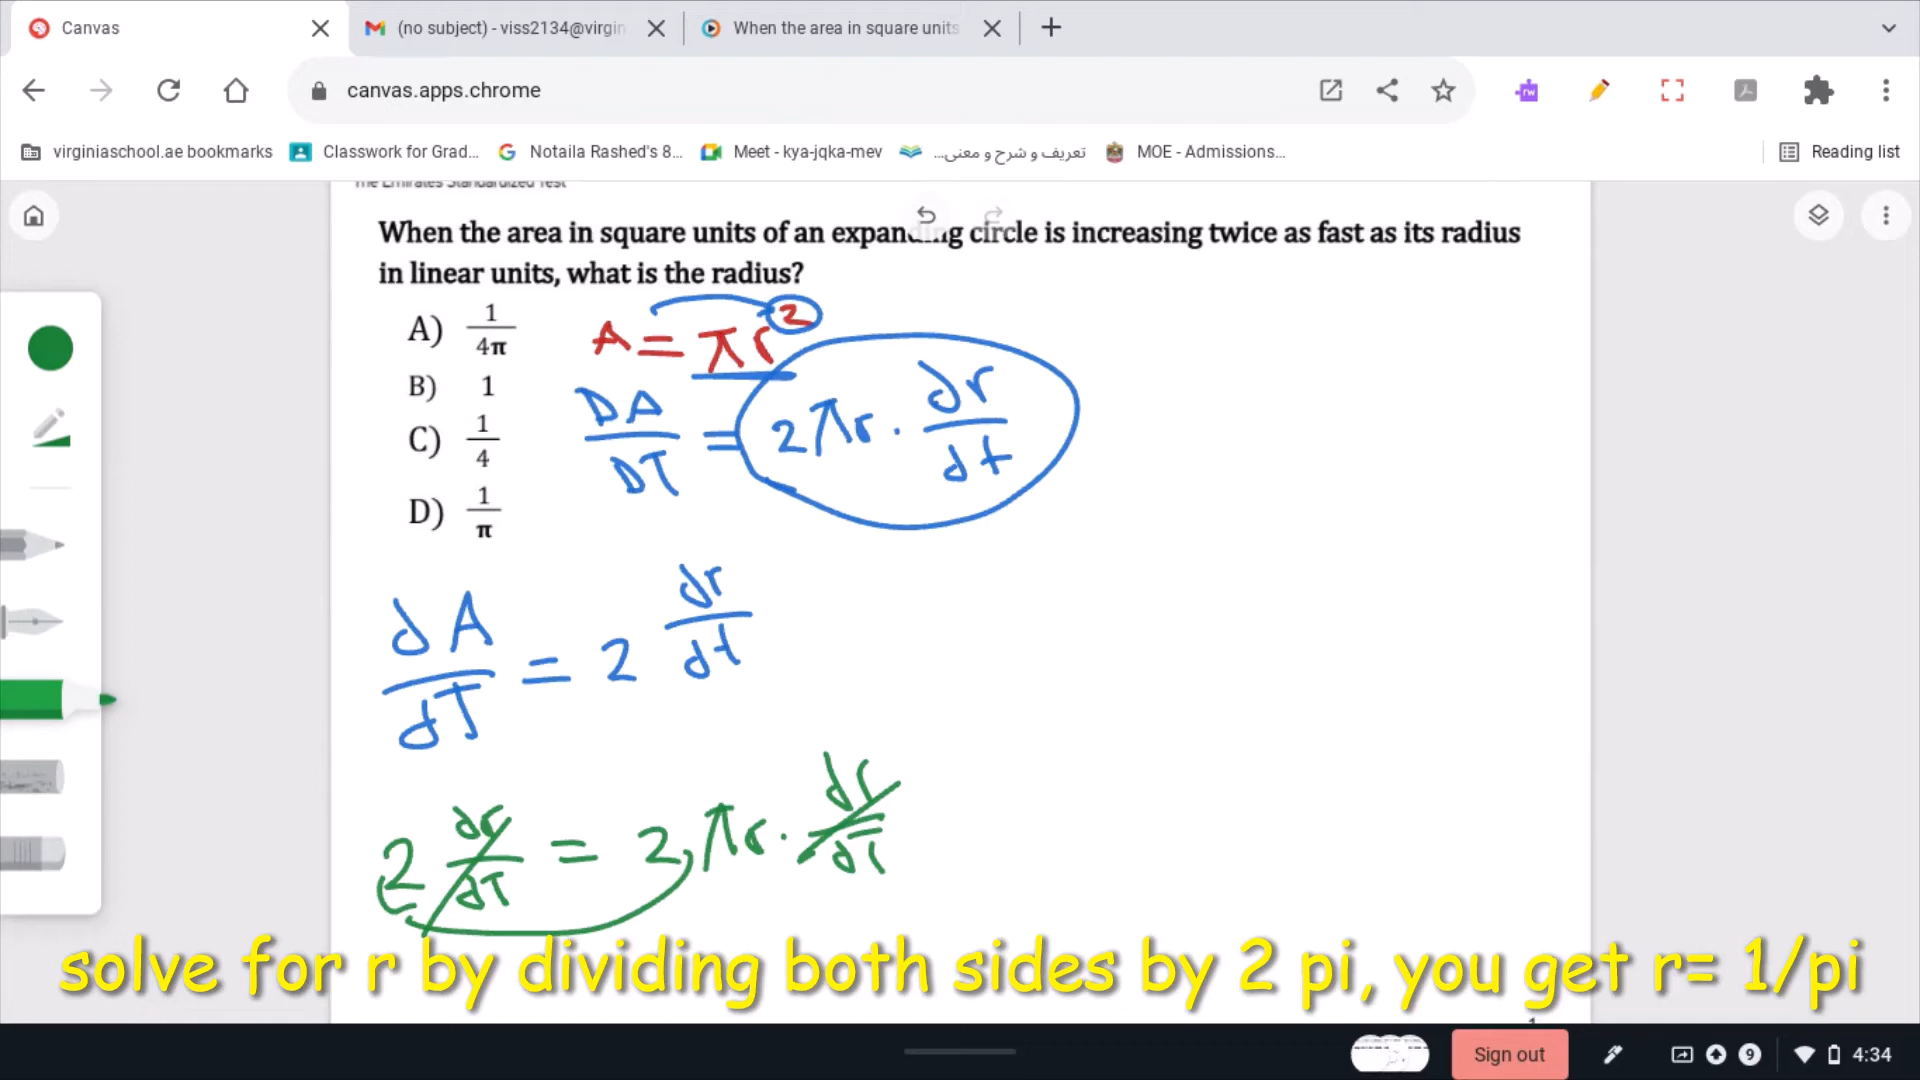 Canvas
(no subject) - viss2134@virgin
When the area in square units
canvas.apps.chrome
virginiaschool.ae bookmarks
Classwork for Grad...
Notaila Rashed's 8...
Meet - kya-jqka-mev
تعريف و شرح و معنى...
MOE - Admissions...
Reading list
The Emirates Standardized Test
When the area in square units of an expanding circle is increasing twice as fast as its radius
in linear units, what is the radius?
A) 1/4π
B) 1
C) 1/4
D) 1/π
A = πr²
DA/DT = 2πr · dr/dt
dA/dT = 2 dr/dt
2 dr/dT = 2πr · dr/dT
solve for r by dividing both sides by 2 pi, you get r= 1/pi
Sign out
9
4:34